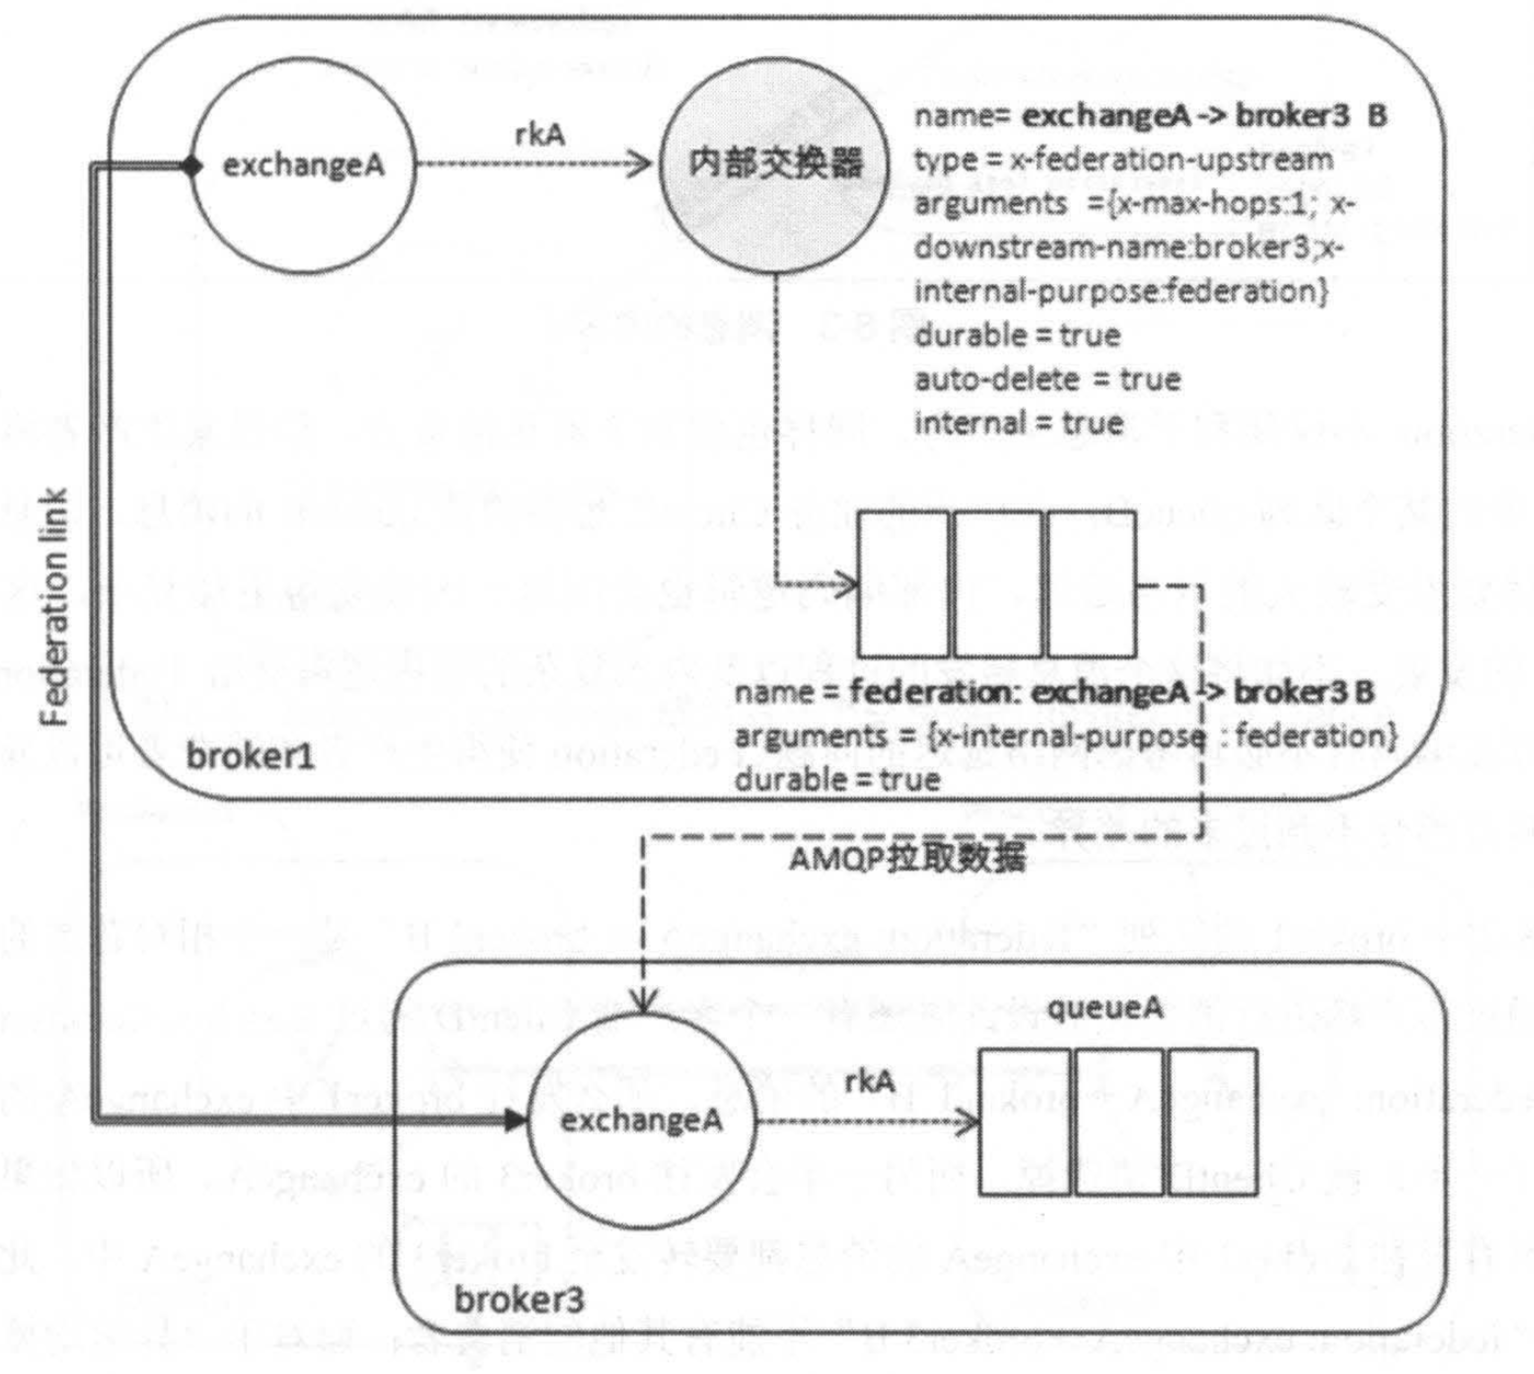 exchangeA
rkA
内部交换器
name= exchangeA -> broker3 B
type = x-federation-upstream
arguments ={x-max-hops:1; x-
downstream-name:broker3;x-
internal-purpose:federation}
durable = true
auto-delete = true
internal = true
Federation link
name = federation: exchangeA -> broker3 B
arguments = {x-internal-purpose : federation}
durable = true
broker1
AMQP拉取数据
queueA
exchangeA
rkA
broker3